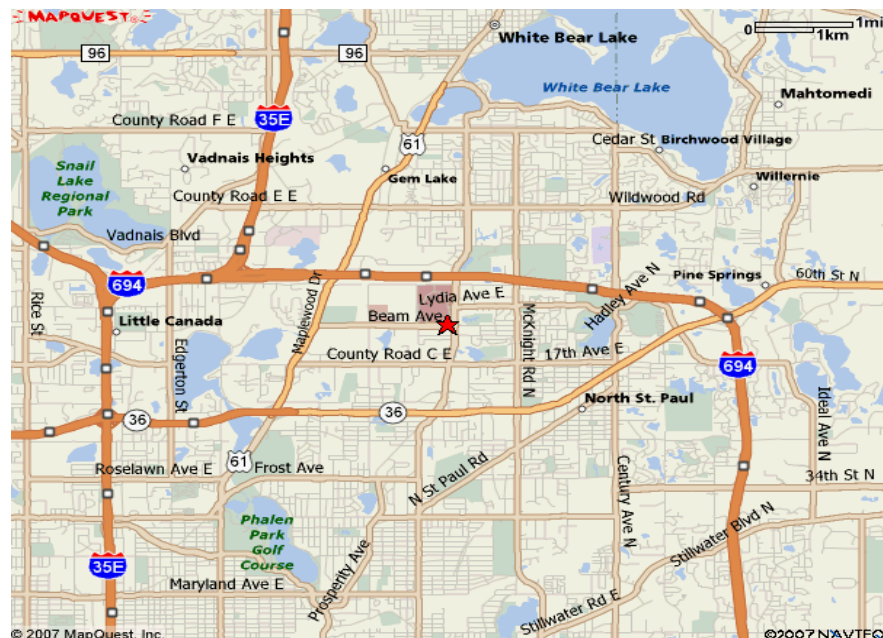 MAPQUEST
1mi
0
1km
White Bear Lake
96
96
White Bear Lake
Mahtomedi
35E
County Road F E
61
Cedar St
Birchwood Village
Vadnais Heights
Snail
Lake
Regional
Park
Gem Lake
Willernie
County Road E E
Wildwood Rd
Vadnais Blvd
694
Pine Springs
60th St N
Hadley Ave N
Lydia Ave E
Rice St
Little Canada
Maplewood Dr
Beam Ave
McKnight Rd N
Edgerton St
County Road C E
17th Ave E
694
Ideal Ave N
North St. Paul
36
36
61
Roselawn Ave E
Frost Ave
N St Paul Rd
Century Ave N
34th St N
Phalen
Park
Golf
Course
Stillwater Blvd N
35E
Prosperity Ave
Maryland Ave E
Stillwater Rd E
© 2007 MapQuest, Inc
©2007 NAVTEQ